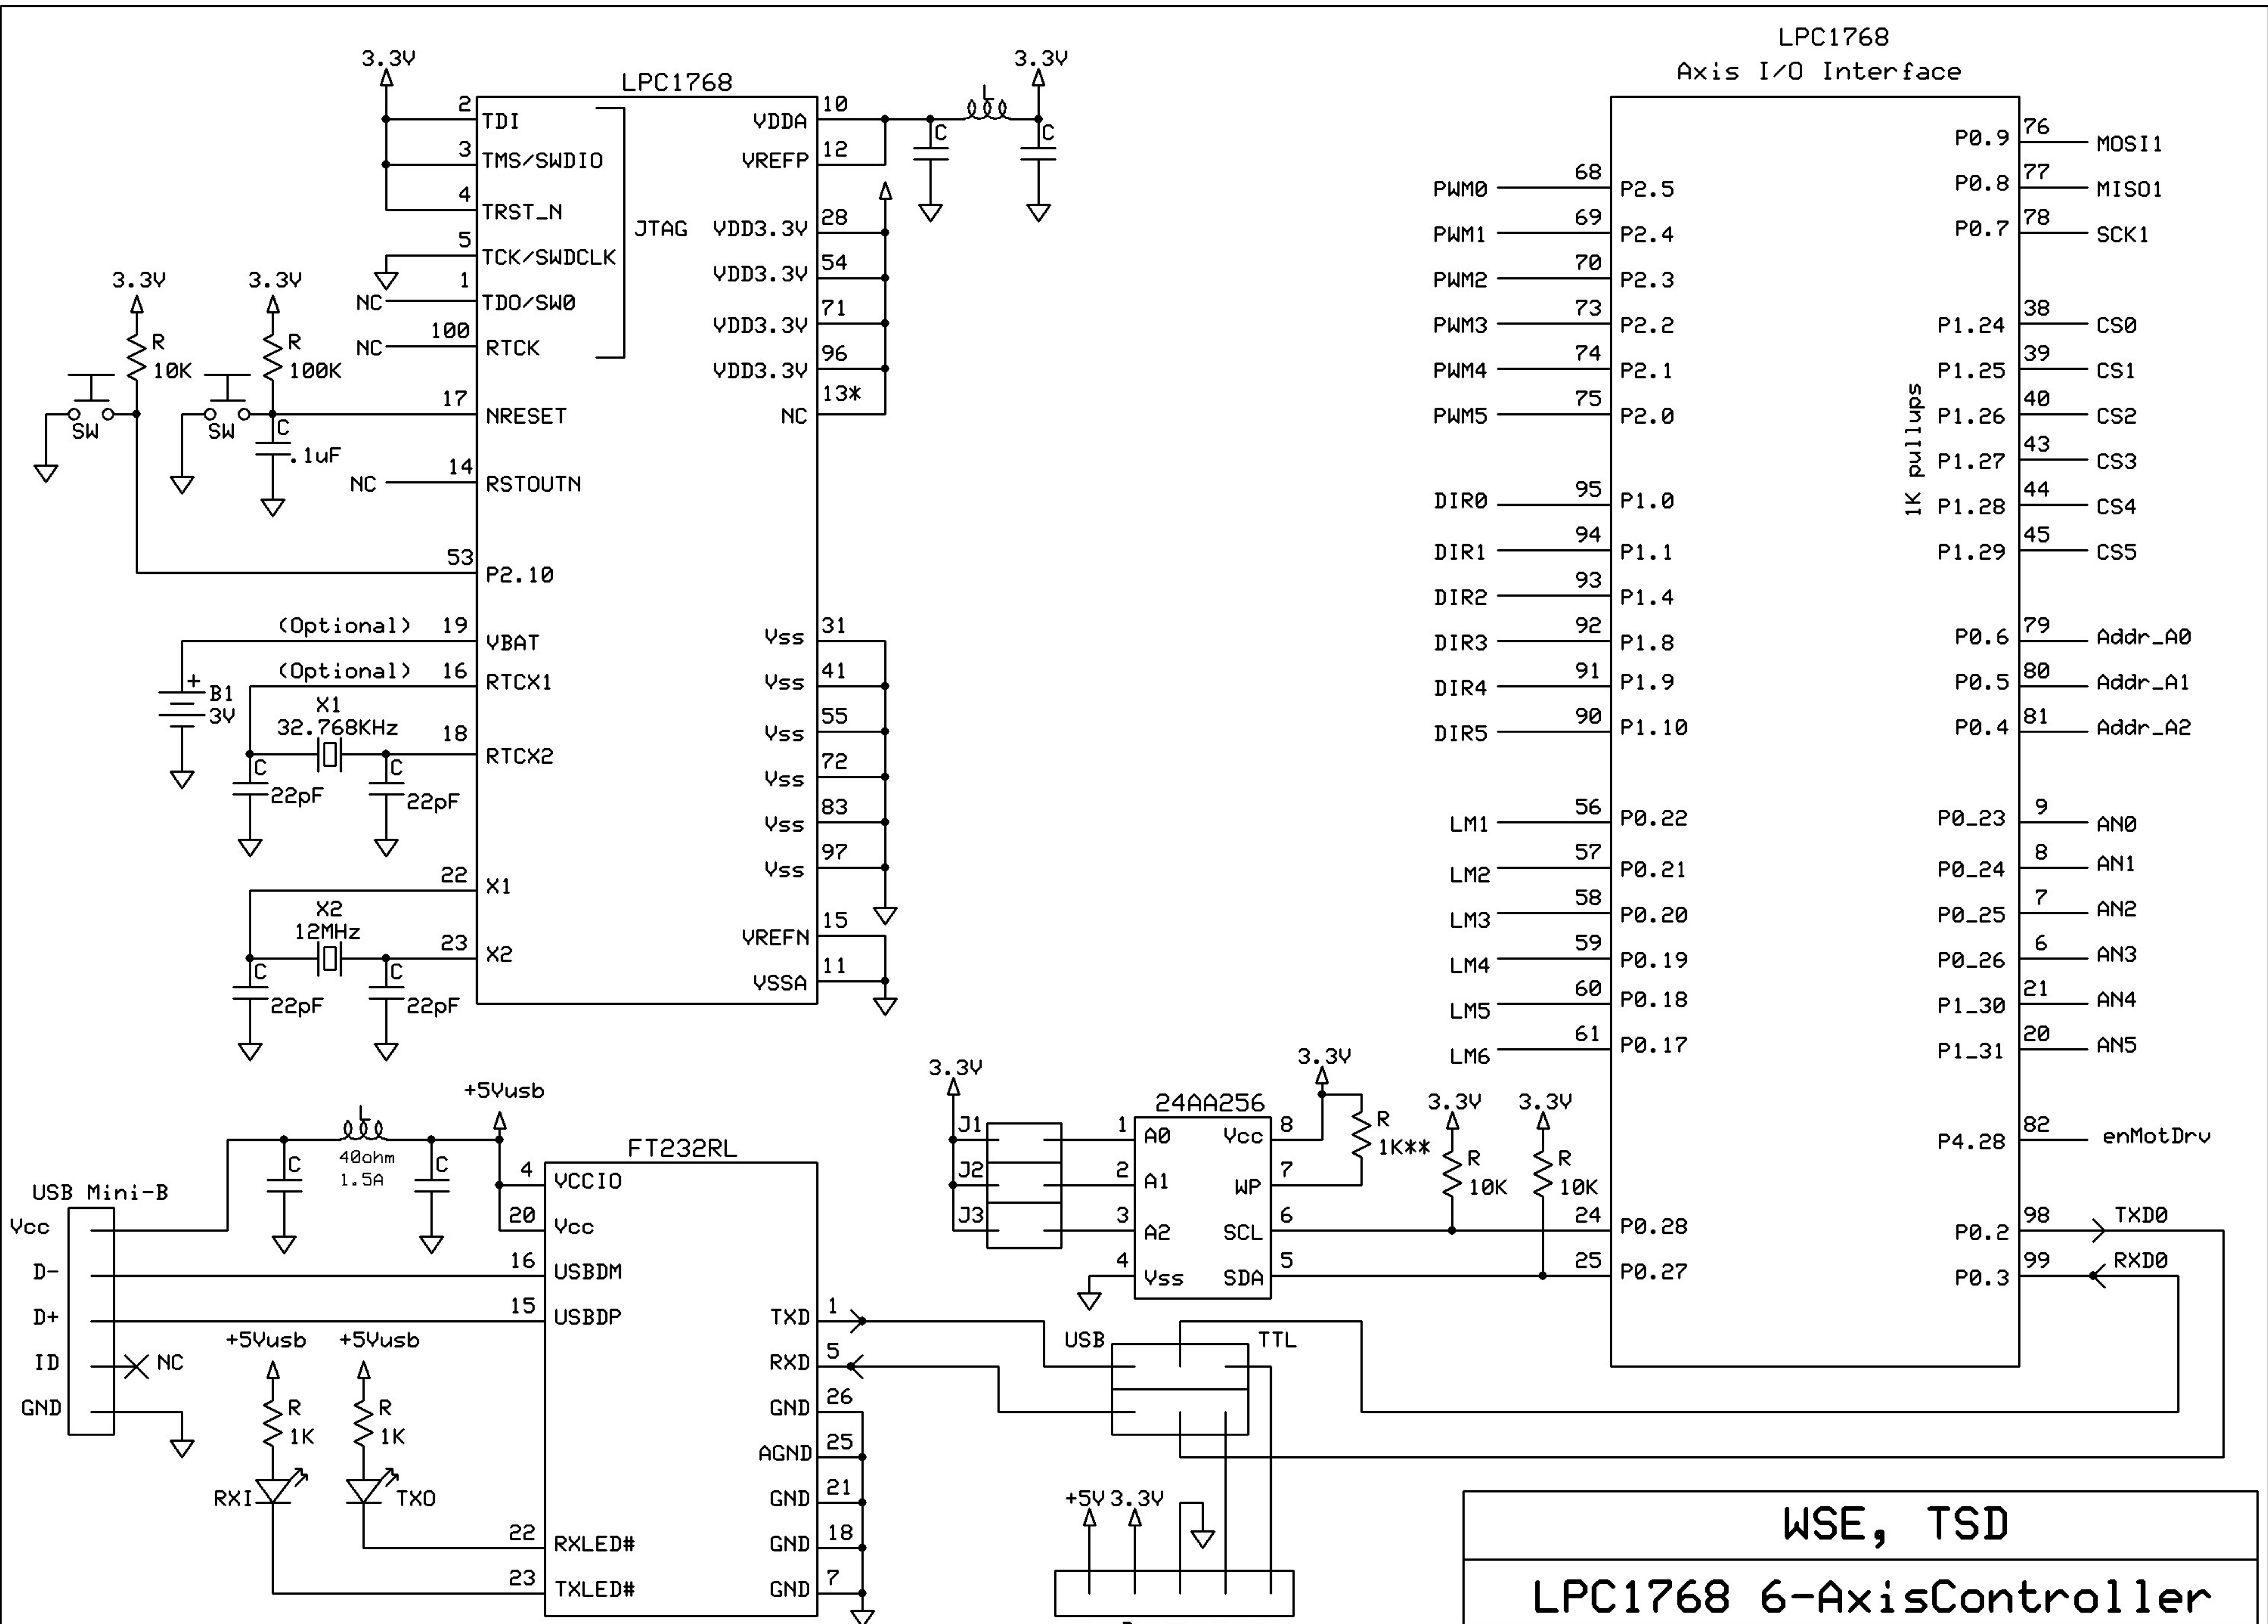 3.3V
LPC1768
3.3V
2 TDI
3 TMS/SWDIO
4 TRST_N
5 TCK/SWDCLK
NC 1 TDO/SW0
NC 100 RTCK
JTAG
17 NRESET
NC 14 RSTOUTN
53 P2.10
(Optional) 19 VBAT
(Optional) 16 RTCX1
18 RTCX2
22 X1
23 X2
3.3V
R
10K
SW
3.3V
R
100K
SW
C
.1uF
+
B1
3V
X1
32.768KHz
C
22pF
C
22pF
X2
12MHz
C
22pF
C
22pF
VDDA 10
VREFP 12
L
C
C
VDD3.3V 28
VDD3.3V 54
VDD3.3V 71
VDD3.3V 96
NC 13*
Vss 31
Vss 41
Vss 55
Vss 72
Vss 83
Vss 97
VREFN 15
VSSA 11
LPC1768
Axis I/O Interface
PWM0 68 P2.5
PWM1 69 P2.4
PWM2 70 P2.3
PWM3 73 P2.2
PWM4 74 P2.1
PWM5 75 P2.0
DIR0 95 P1.0
DIR1 94 P1.1
DIR2 93 P1.4
DIR3 92 P1.8
DIR4 91 P1.9
DIR5 90 P1.10
LM1 56 P0.22
LM2 57 P0.21
LM3 58 P0.20
LM4 59 P0.19
LM5 60 P0.18
LM6 61 P0.17
24 P0.28
25 P0.27
P0.9 76 MOSI1
P0.8 77 MISO1
P0.7 78 SCK1
1K pullups
P1.24 38 CS0
P1.25 39 CS1
P1.26 40 CS2
P1.27 43 CS3
P1.28 44 CS4
P1.29 45 CS5
P0.6 79 Addr_A0
P0.5 80 Addr_A1
P0.4 81 Addr_A2
P0_23 9 AN0
P0_24 8 AN1
P0_25 7 AN2
P0_26 6 AN3
P1_30 21 AN4
P1_31 20 AN5
P4.28 82 enMotDrv
P0.2 98 TXD0
P0.3 99 RXD0
USB Mini-B
Vcc
D-
D+
ID NC
GND
C
L
40ohm
1.5A
C
+5Vusb
FT232RL
4 VCCIO
20 Vcc
16 USBDM
15 USBDP
22 RXLED#
23 TXLED#
TXD 1
RXD 5
GND 26
AGND 25
GND 21
GND 18
GND 7
+5Vusb
R
1K
RXI
+5Vusb
R
1K
TXO
3.3V
J1
J2
J3
24AA256
1 A0
2 A1
3 A2
4 Vss
Vcc 8
WP 7
SCL 6
SDA 5
3.3V
R
1K**
3.3V
R
10K
3.3V
R
10K
USB
TTL
+5V 3.3V
WSE, TSD
LPC1768 6-AxisController